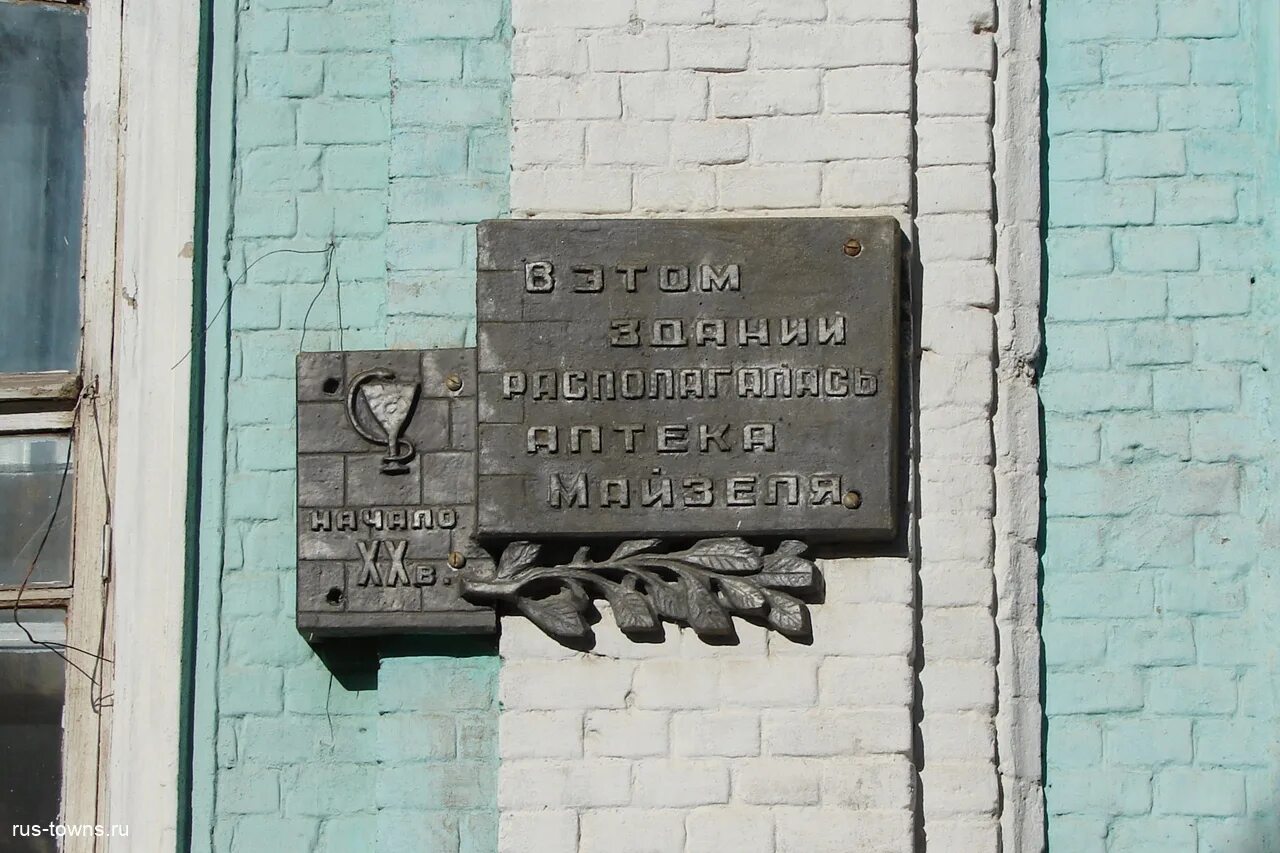 В ЭТОМ
ЗДАНИИ
РАСПОЛАГАЛАСЬ
АПТЕКА
МАЙЗЕЛЯ
НАЧАЛО
XX в.
rus-towns.ru